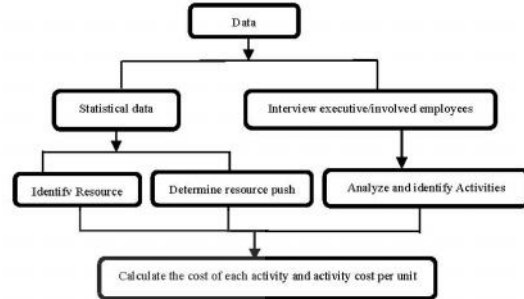 Data
Statistical data
Interview executive/involved employees
Identify Resource
Determine resource push
Analyze and identify Activities
Calculate the cost of each activity and activity cost per unit